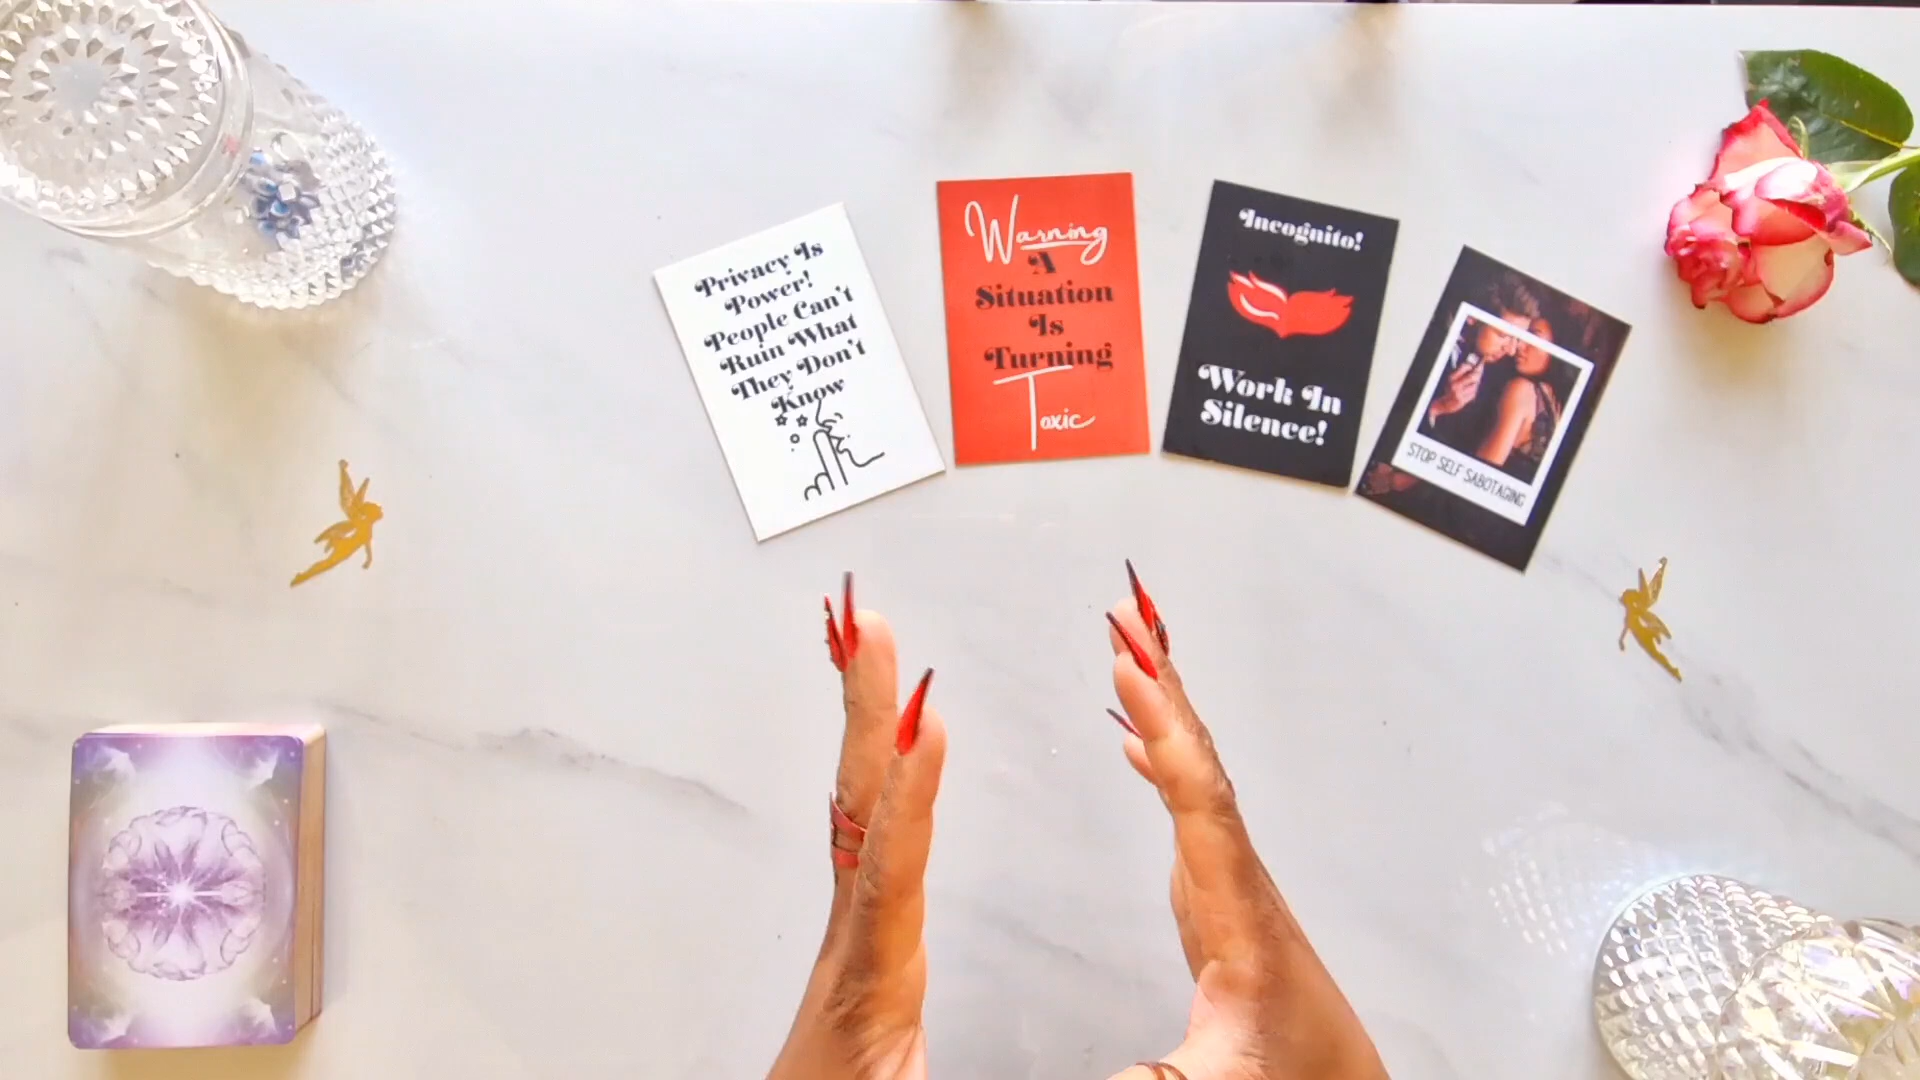 Privacy Is
Power!
People Can't
Ruin What
They Don't
Know
Warning
A
Situation
Is
Turning
Toxic
Incognito!
Work In
Silence!
STOP SELF SABOTAGING